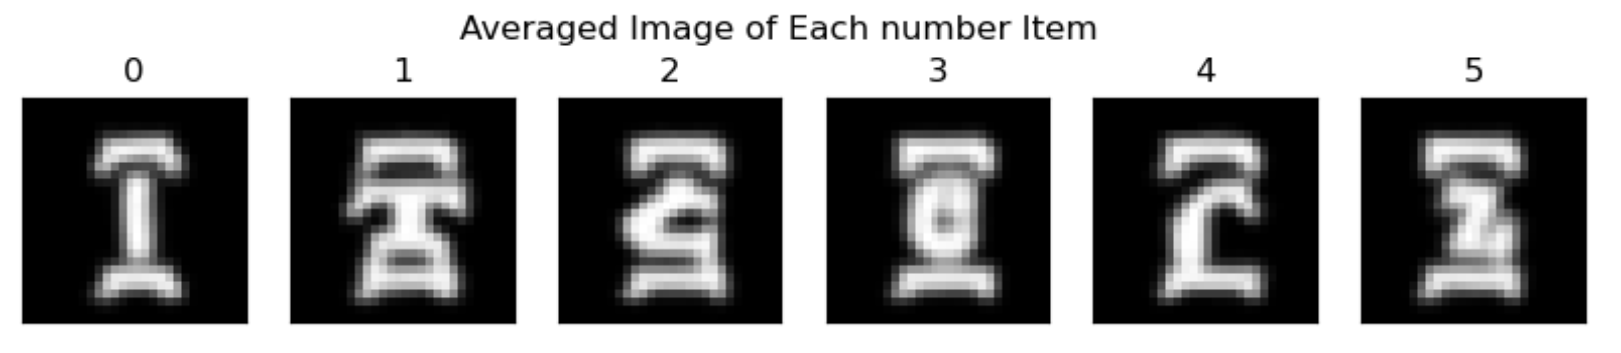 Averaged Image of Each number Item
0 1 2 3 4 5